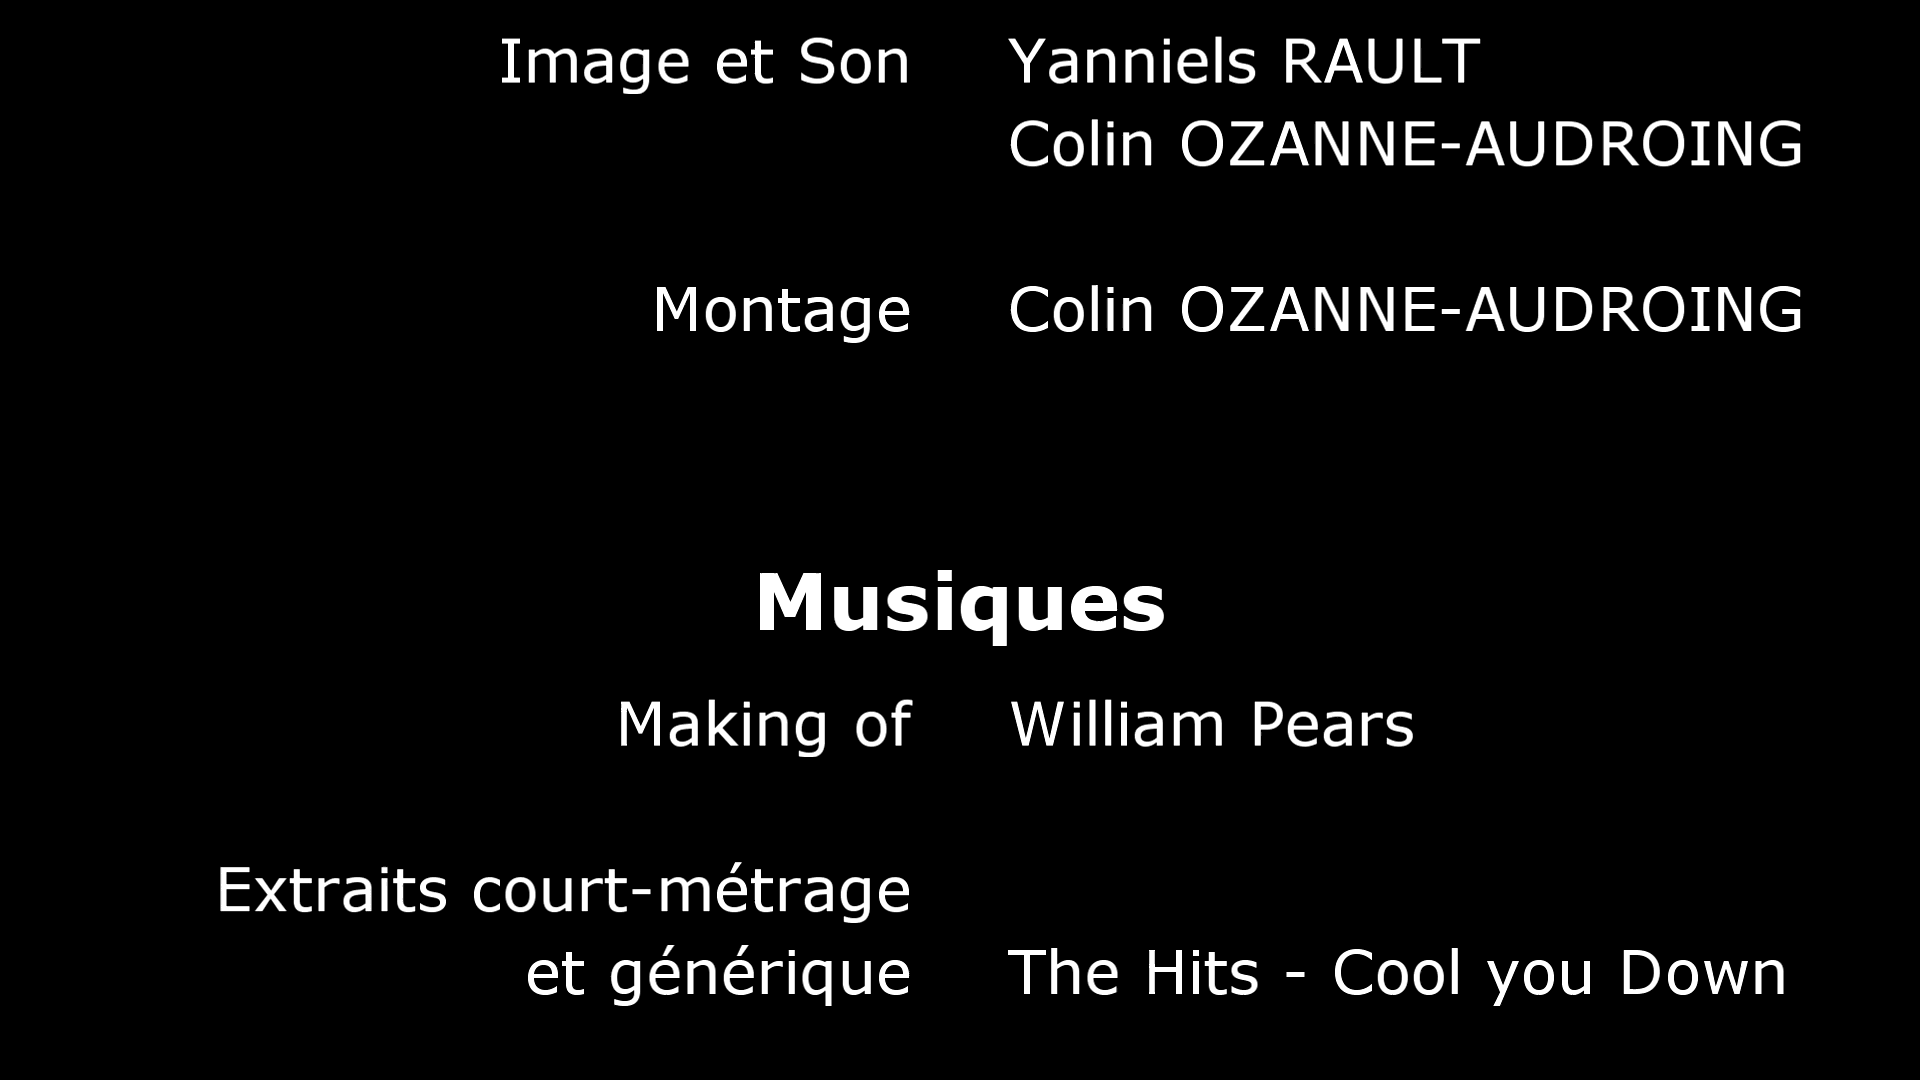 Image et Son Yanniels RAULT
Colin OZANNE-AUDROING
Montage Colin OZANNE-AUDROING
Musiques
Making of William Pears
Extraits court-métrage
et générique The Hits - Cool you Down